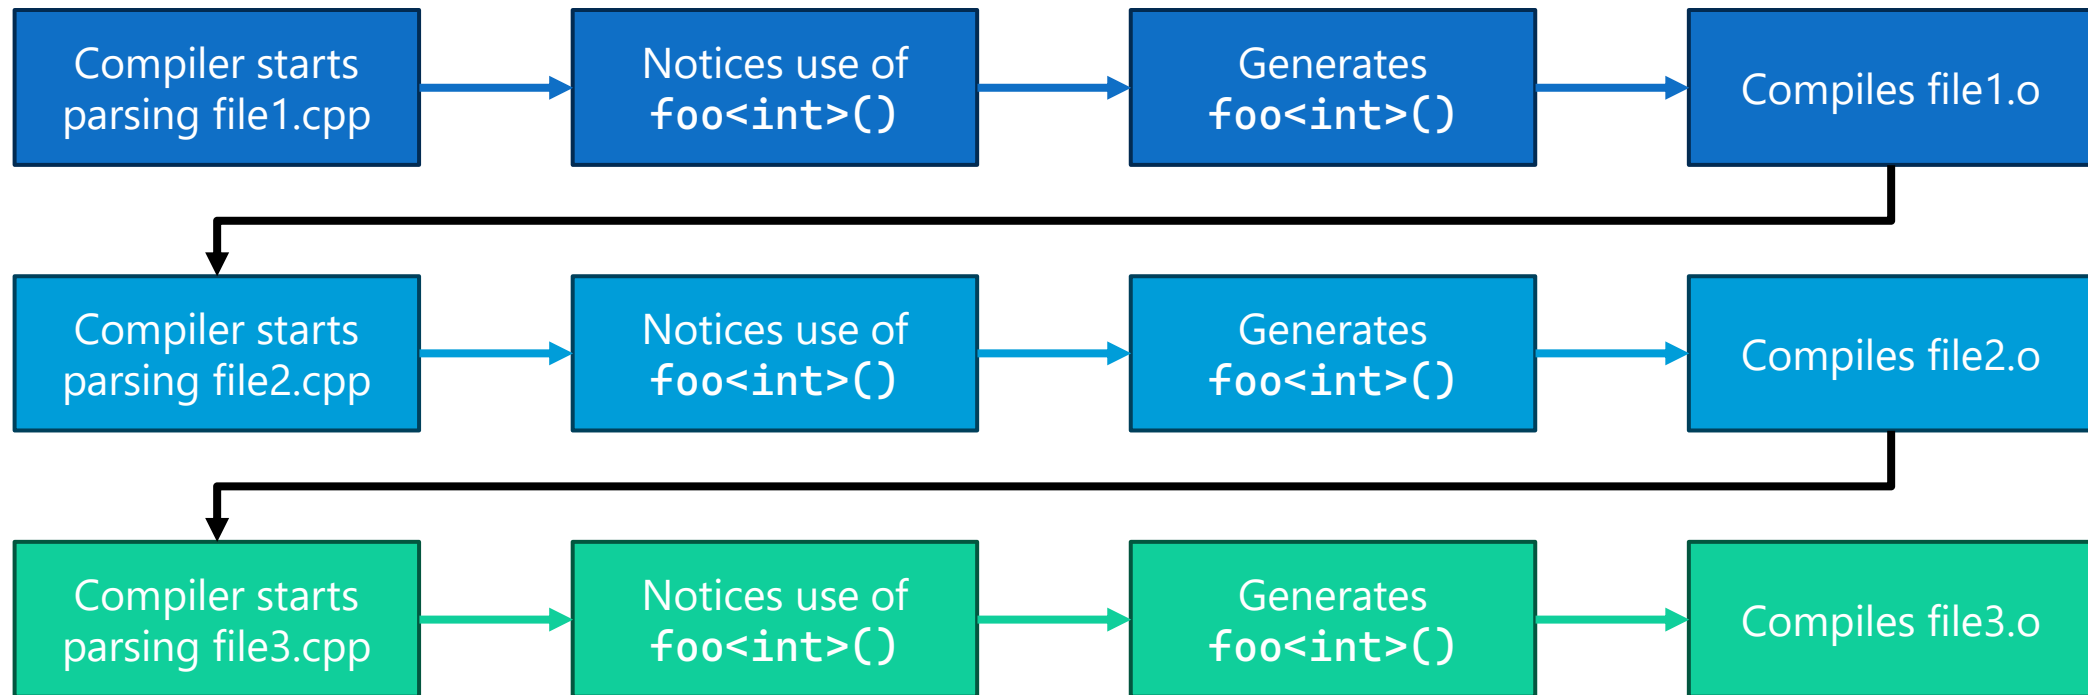 Compiler starts
parsing file1.cpp
Notices use of
foo<int>()
Generates
foo<int>()
Compiles file1.o
Compiler starts
parsing file2.cpp
Notices use of
foo<int>()
Generates
foo<int>()
Compiles file2.o
Compiler starts
parsing file3.cpp
Notices use of
foo<int>()
Generates
foo<int>()
Compiles file3.o